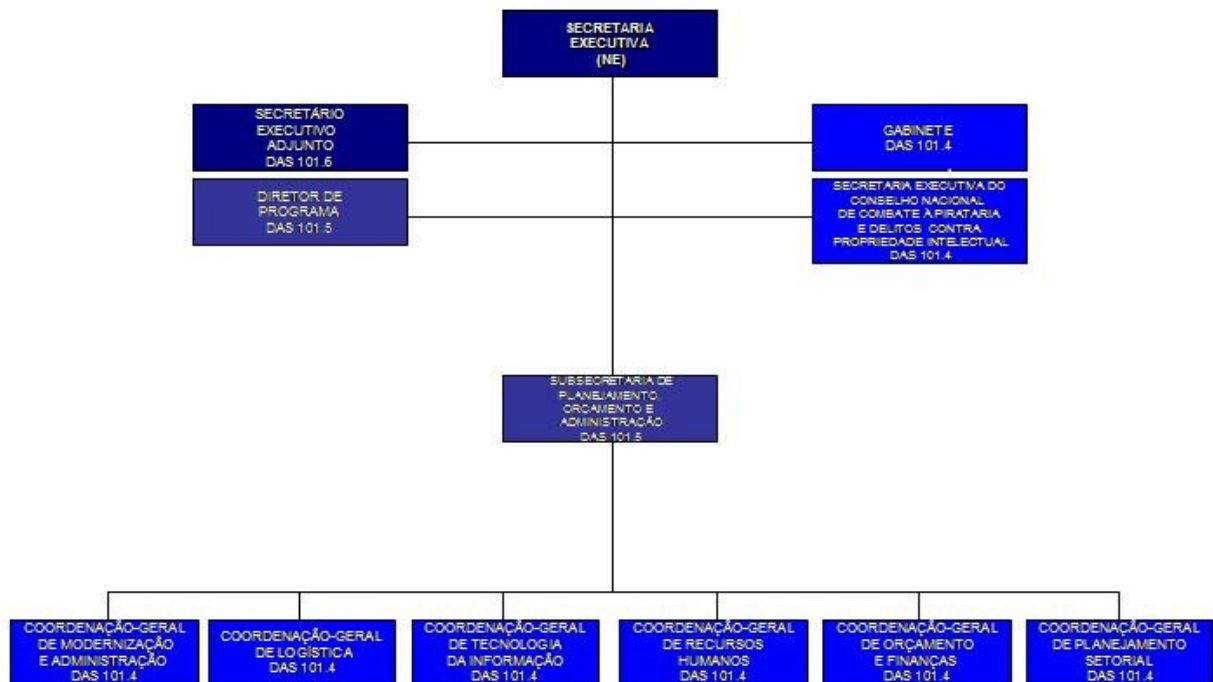 SECRETARIA
EXECUTIVA
(NE)
SECRETÁRIO
EXECUTIVO
ADJUNTO
DAS 101.6
GABINETE
DAS 101.4
DIRETOR DE
PROGRAMA
DAS 101.5
SECRETARIA EXECUTIVA DO
CONSELHO NACIONAL
DE COMBATE À PIRATARIA
E DELITOS CONTRA
PROPRIEDADE INTELECTUAL
DAS 101.4
SUBSECRETARIA DE
PLANEJAMENTO,
ORÇAMENTO E
ADMINISTRAÇÃO
DAS 101.5
COORDENAÇÃO-GERAL
DE MODERNIZAÇÃO
E ADMINISTRAÇÃO
DAS 101.4
COORDENAÇÃO-GERAL
DE LOGÍSTICA
DAS 101.4
COORDENAÇÃO-GERAL
DE TECNOLOGIA
DA INFORMAÇÃO
DAS 101.4
COORDENAÇÃO-GERAL
DE RECURSOS
HUMANOS
DAS 101.4
COORDENAÇÃO-GERAL
DE ORÇAMENTO
E FINANÇAS
DAS 101.4
COORDENAÇÃO-GERAL
DE PLANEJAMENTO
SETORIAL
DAS 101.4